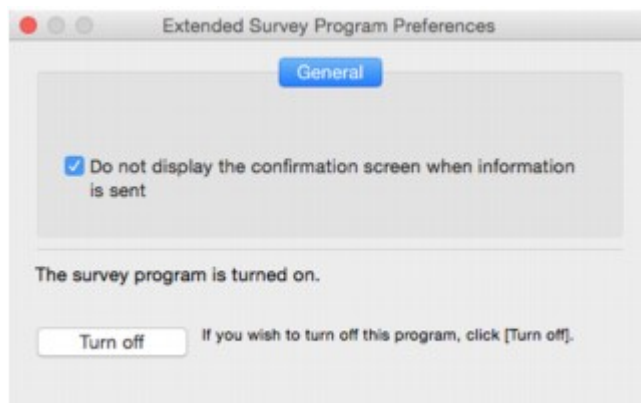 Extended Survey Program Preferences
General
Do not display the confirmation screen when information
is sent
The survey program is turned on.
Turn off
If you wish to turn off this program, click [Turn off].